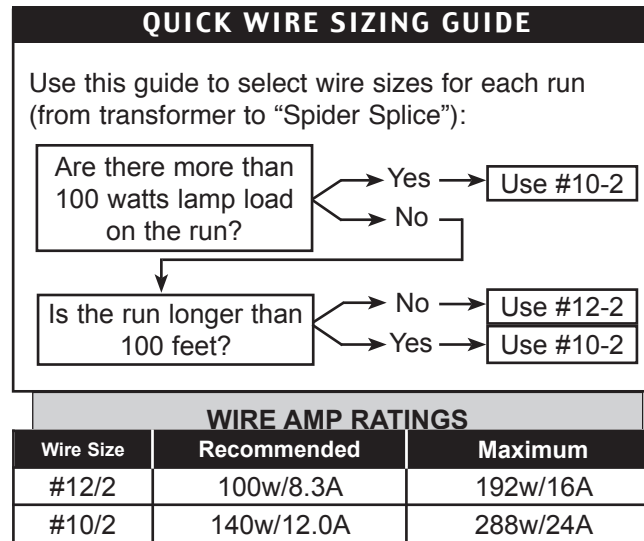 QUICK WIRE SIZING GUIDE
Use this guide to select wire sizes for each run
(from transformer to “Spider Splice”):
Are there more than
100 watts lamp load
on the run?
Yes
Use #10-2
No
Is the run longer than
100 feet?
No
Use #12-2
Yes
Use #10-2
WIRE AMP RATINGS
Wire Size Recommended Maximum
#12/2 100w/8.3A 192w/16A
#10/2 140w/12.0A 288w/24A